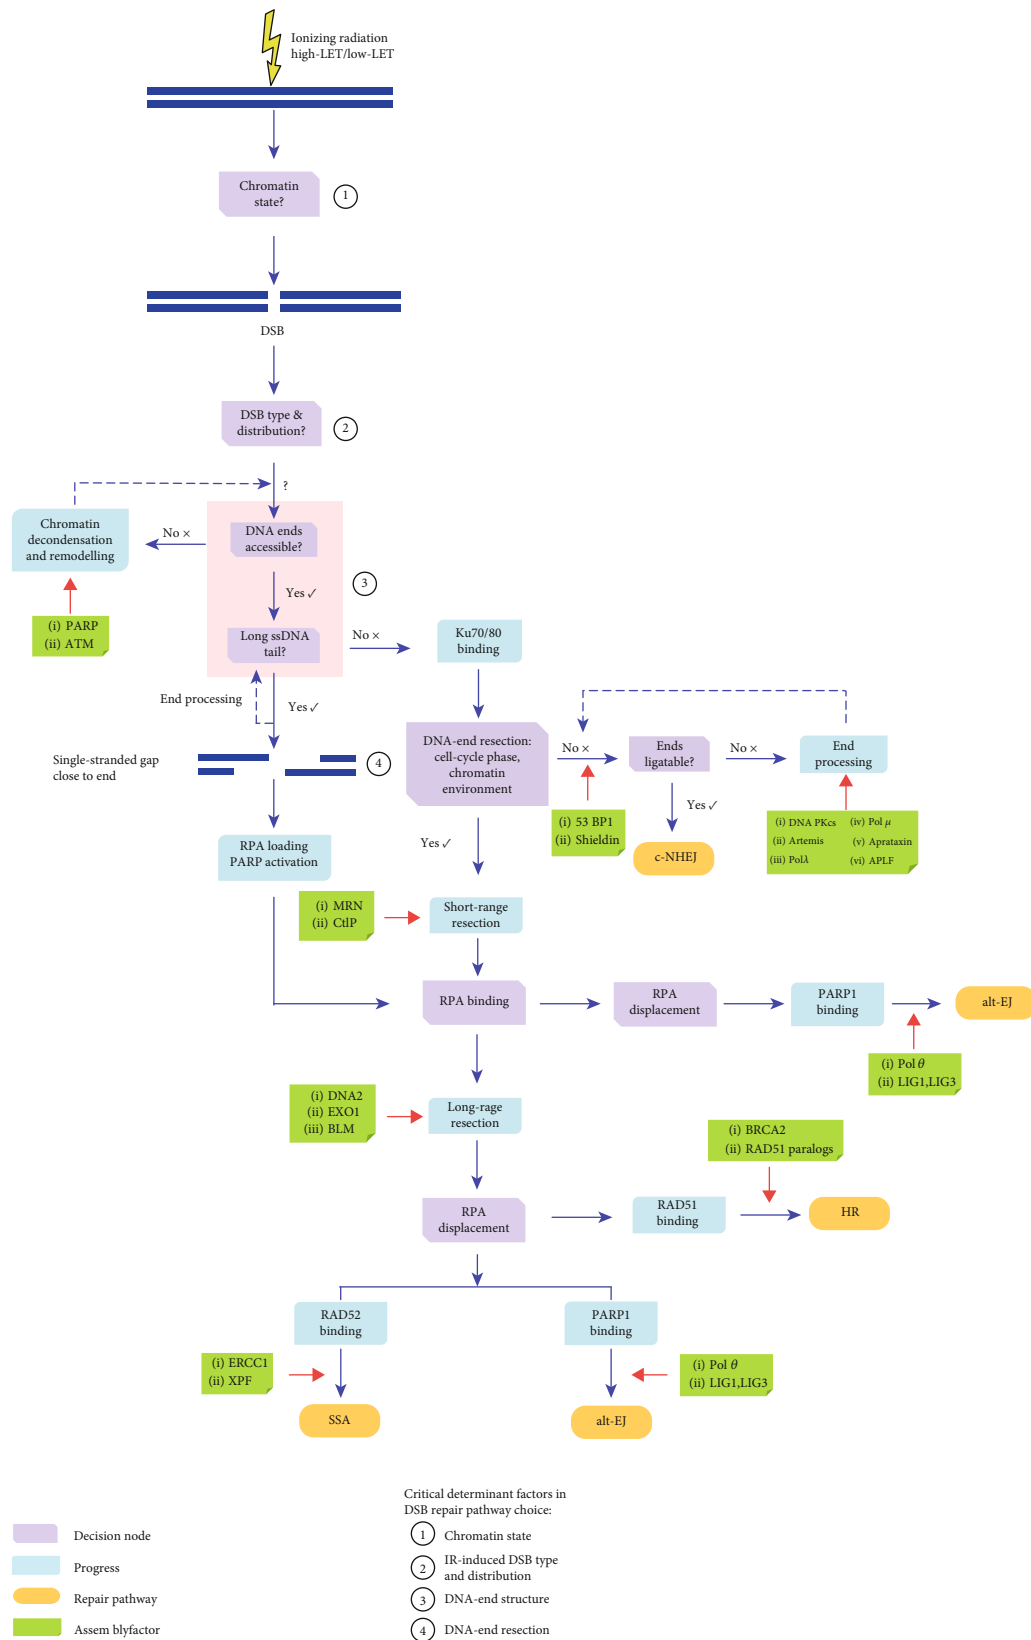 Ionizing radiation
high-LET/low-LET
Chromatin
state?
1
DSB
DSB type &
distribution?
2
?
Chromatin
decondensation
and remodelling
No ×
DNA ends
accessible?
3
Yes ✓
(i) PARP
(ii) ATM
Long ssDNA
tail?
No ×
Ku70/80
binding
End processing
Yes ✓
Single-stranded gap
close to end
4
DNA-end resection:
cell-cycle phase,
chromatin
environment
No ×
Ends
ligatable?
No ×
End
processing
(i) 53 BP1
(ii) Shieldin
Yes ✓
c-NHEJ
(i) DNA PKcs
(ii) Artemis
(iii) Polλ
(iv) Pol μ
(v) Aprataxin
(vi) APLF
RPA loading
PARP activation
Yes ✓
(i) MRN
(ii) CtlP
Short-range
resection
RPA binding
RPA
displacement
PARP1
binding
alt-EJ
(i) Pol θ
(ii) LIG1,LIG3
(i) DNA2
(ii) EXO1
(iii) BLM
Long-rage
resection
(i) BRCA2
(ii) RAD51 paralogs
RPA
displacement
RAD51
binding
HR
RAD52
binding
PARP1
binding
(i) ERCC1
(ii) XPF
(i) Pol θ
(ii) LIG1,LIG3
SSA
alt-EJ
Decision node
Progress
Repair pathway
Assem blyfactor
Critical determinant factors in
DSB repair pathway choice:
1 Chromatin state
2 IR-induced DSB type
and distribution
3 DNA-end structure
4 DNA-end resection